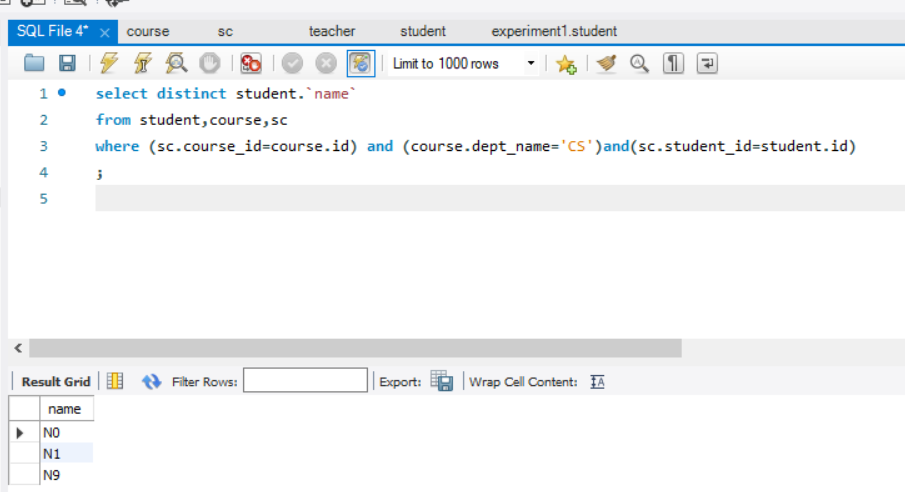 SQL File 4* × course sc teacher student experiment1.student
Limit to 1000 rows
1 select distinct student.`name`
2 from student,course,sc
3 where (sc.course_id=course.id) and (course.dept_name='CS')and(sc.student_id=student.id)
4 ;
5
Result Grid Filter Rows: Export: Wrap Cell Content: IA
name
N0
N1
N9